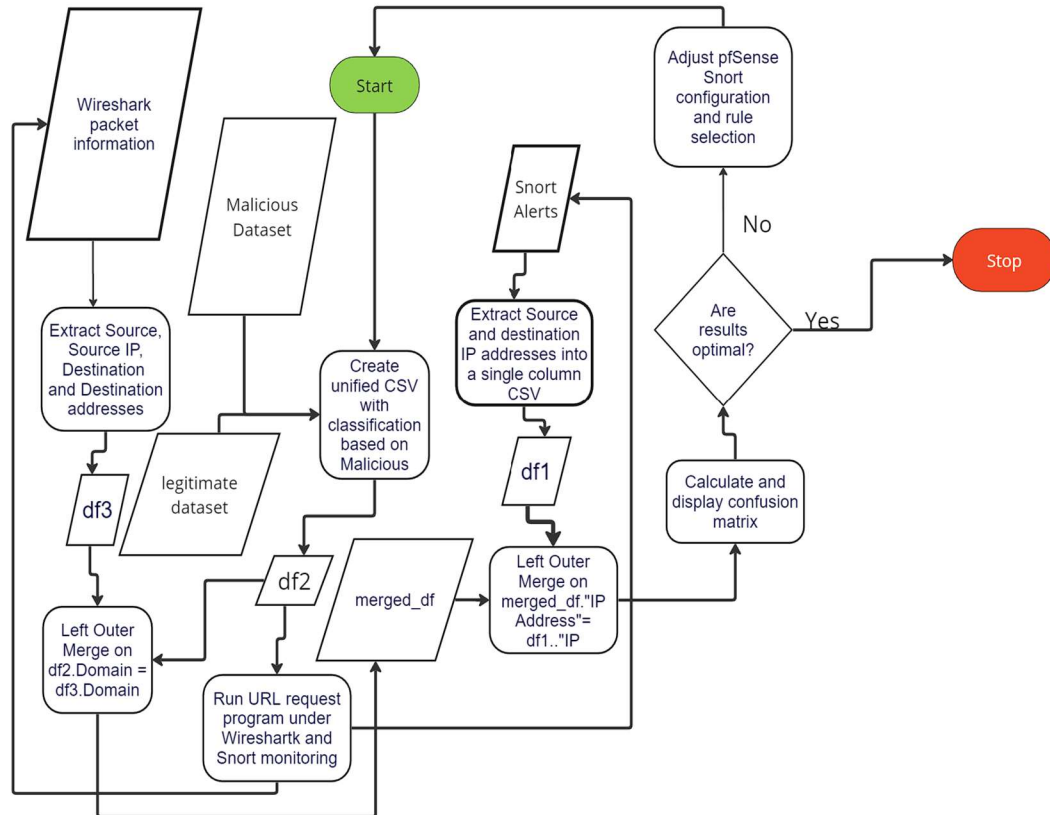 Start
Adjust pfSense
Snort
configuration
and rule
selection
Wireshark
packet
information
Malicious
Dataset
Snort
Alerts
No
Stop
Extract Source,
Source IP,
Destination
and Destination
addresses
Create
unified CSV
with
classification
based on
Malicious
Extract Source
and destination
IP addresses into
a single column
CSV
Are
results
optimal?
Yes
legitimate
dataset
df3
df1
Calculate and
display confusion
matrix
df2
merged_df
Left Outer
Merge on
merged_df."IP
Address"=
df1.."IP
Left Outer
Merge on
df2.Domain =
df3.Domain
Run URL request
program under
Wireshartk and
Snort monitoring